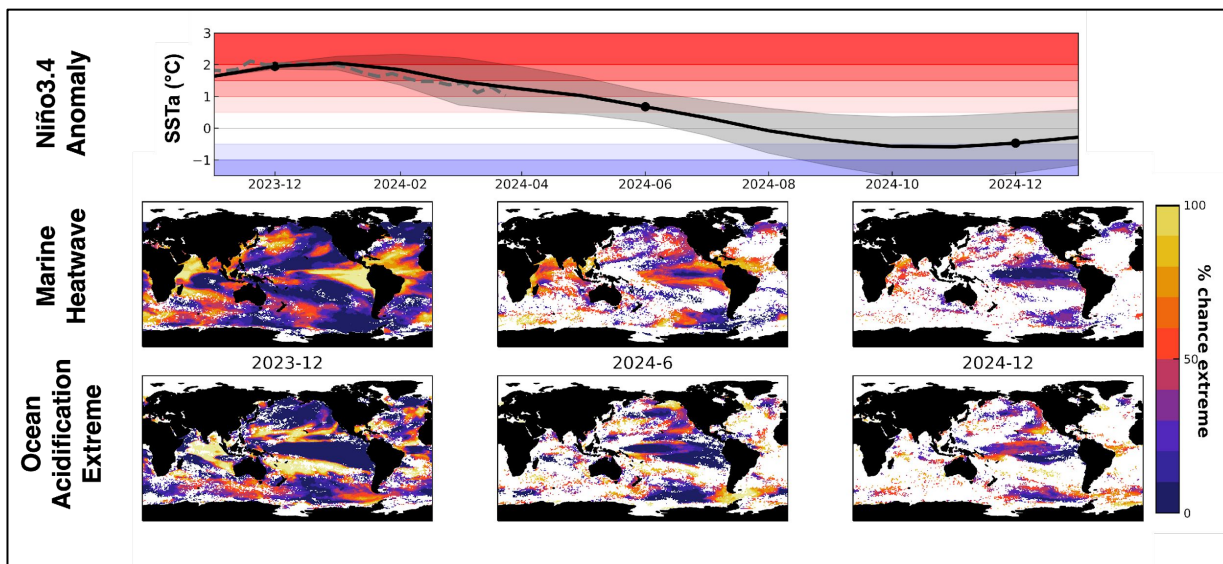 Niño3.4
Anomaly
SSTa (°C)
3
2
1
0
−1
2023-12
2024-02
2024-04
2024-06
2024-08
2024-10
2024-12
Marine
Heatwave
2023-12
2024-6
2024-12
Ocean
Acidification
Extreme
100
50
0
% chance extreme